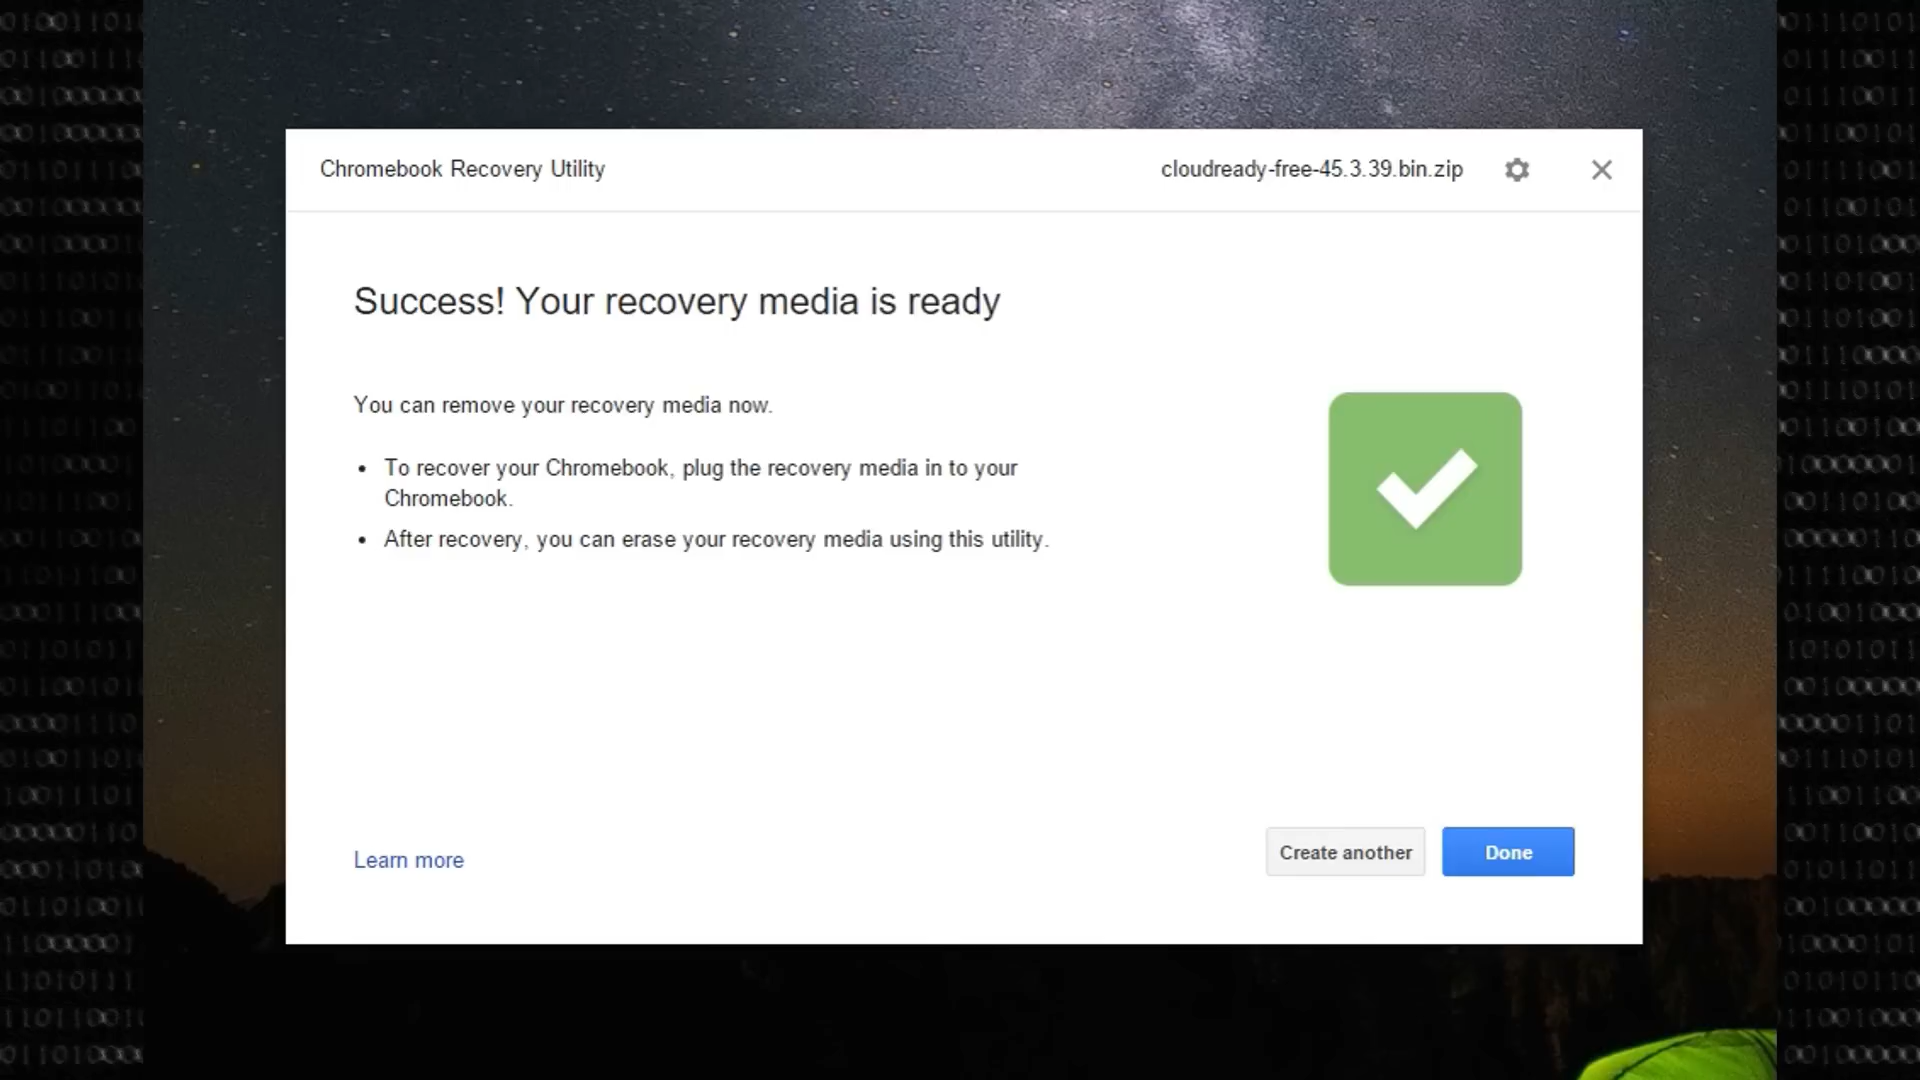 Chromebook Recovery Utility
cloudready-free-45.3.39.bin.zip
Success! Your recovery media is ready
You can remove your recovery media now.
• To recover your Chromebook, plug the recovery media in to your
Chromebook.
• After recovery, you can erase your recovery media using this utility.
Learn more
Create another
Done